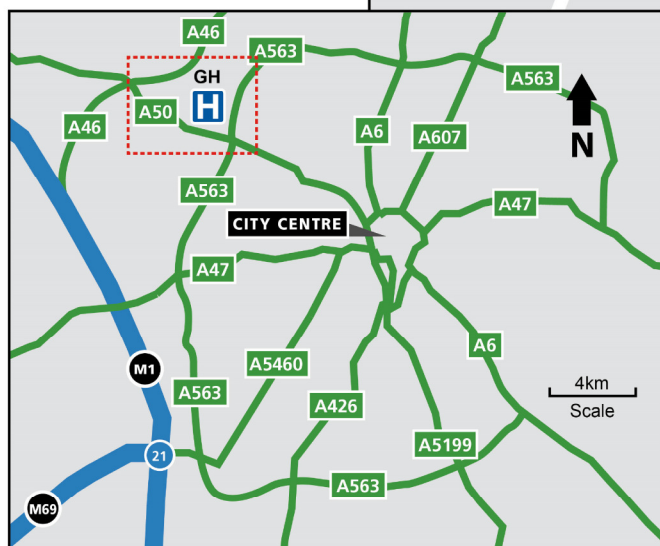 A46
A563
GH
H
A563
A50
A46
A6
A607
N
A563
A47
CITY CENTRE
A47
A6
M1
A5460
4km
A563
Scale
A426
A5199
21
A563
M69